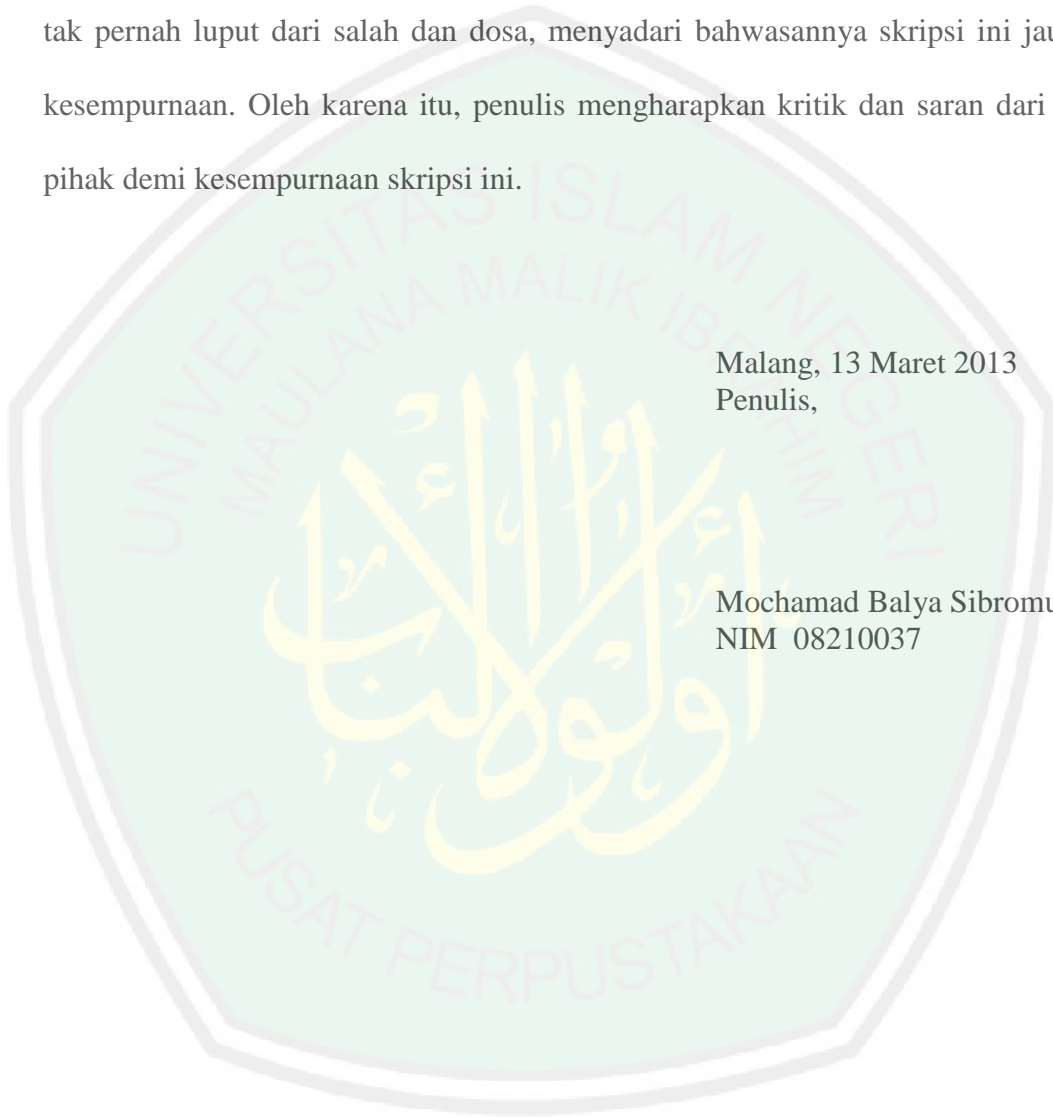 tak pernah luput dari salah dan dosa, menyadari bahwasannya skripsi ini jau
kesempurnaan. Oleh karena itu, penulis mengharapkan kritik dan saran dari
pihak demi kesempurnaan skripsi ini.
UNIVERSITAS ISLAM NEGERI
MAULANA MALIK IBRAHIM
Malang, 13 Maret 2013
Penulis,
أولوا الألباب
Mochamad Balya Sibromu
NIM 08210037
PUSAT PERPUSTAKAAN